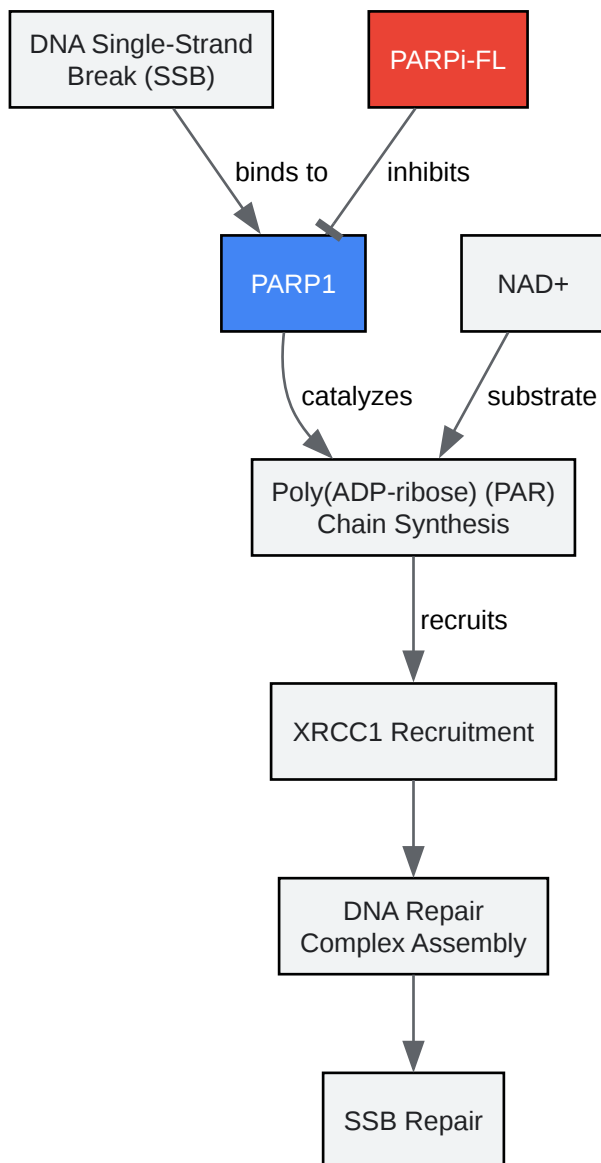 DNA Single-Strand
Break (SSB)
PARPi-FL
binds to
inhibits
PARP1
NAD+
catalyzes
substrate
Poly(ADP-ribose) (PAR)
Chain Synthesis
recruits
XRCC1 Recruitment
DNA Repair
Complex Assembly
SSB Repair